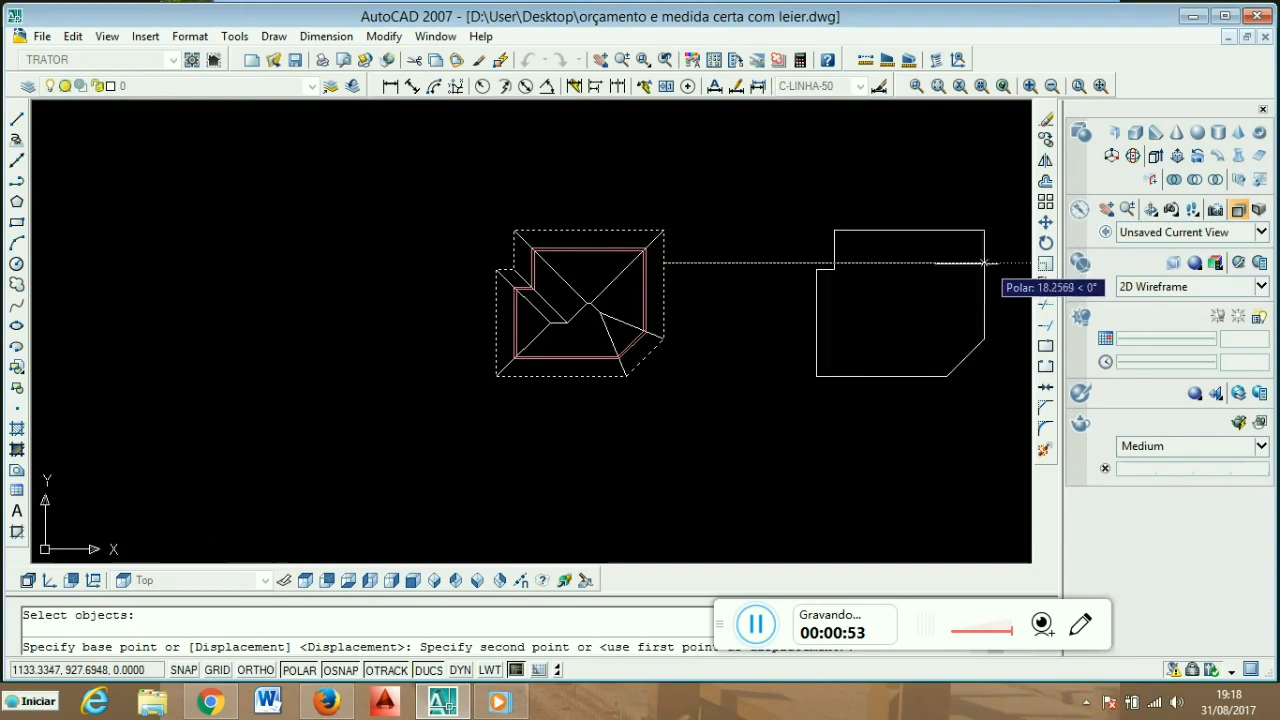 AutoCAD 2007 - [D:\User\Desktop\orçamento e medida certa com leier.dwg]
File Edit View Insert Format Tools Draw Dimension Modify Window Help
TRATOR
0
C-LINHA-50
Unsaved Current View
Polar: 18.2569 < 0°
2D Wireframe
Medium
Y
X
A
Top
Select objects:
Specify base point or [Displacement] <Displacement>: Specify second point or <use first point
Gravando...
00:00:53
1133.3347, 927.6948, 0.0000 SNAP GRID ORTHO POLAR OSNAP OTRACK DUCS DYN LWT
Iniciar
19:18
31/08/2017